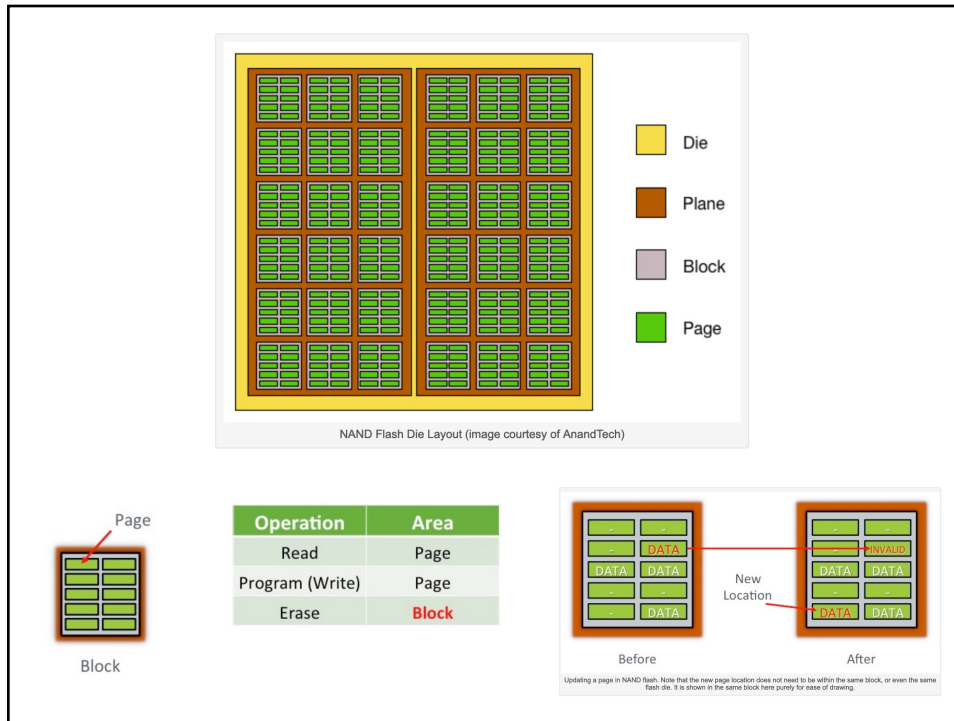 Die
Plane
Block
Page
NAND Flash Die Layout (image courtesy of AnandTech)
Page
Block
Operation Area
Read Page
Program (Write) Page
Erase Block
- -
- DATA
DATA DATA
- -
- DATA
Before
New
Location
- -
- INVALID
DATA DATA
- -
DATA DATA
After
Updating a page in NAND flash. Note that the new page location does not need to be within the same block, or even the same
flash die. It is shown in the same block here purely for ease of drawing.